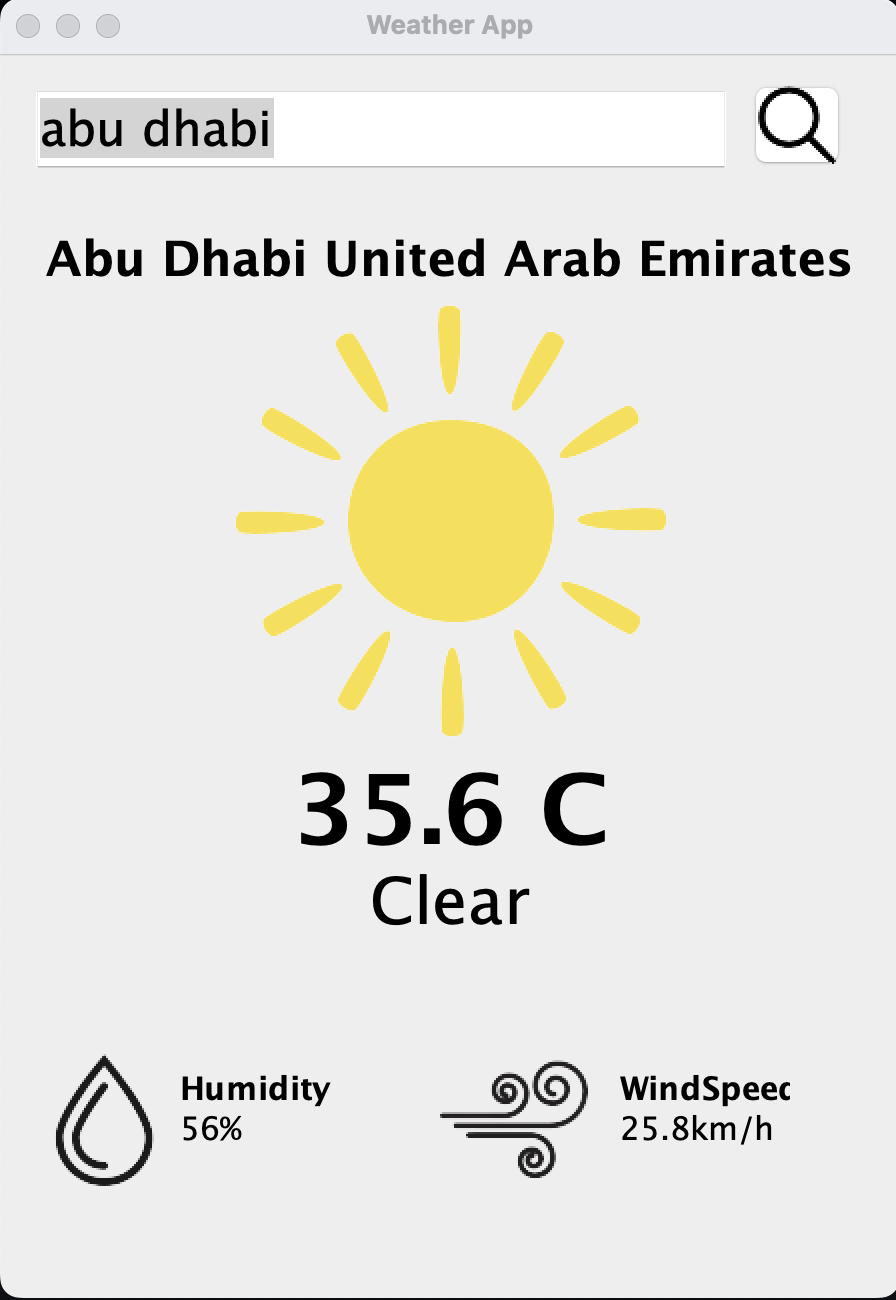 Weather App
abu dhabi
Abu Dhabi United Arab Emirates
35.6 C
Clear
Humidity
56%
WindSpeed
25.8km/h